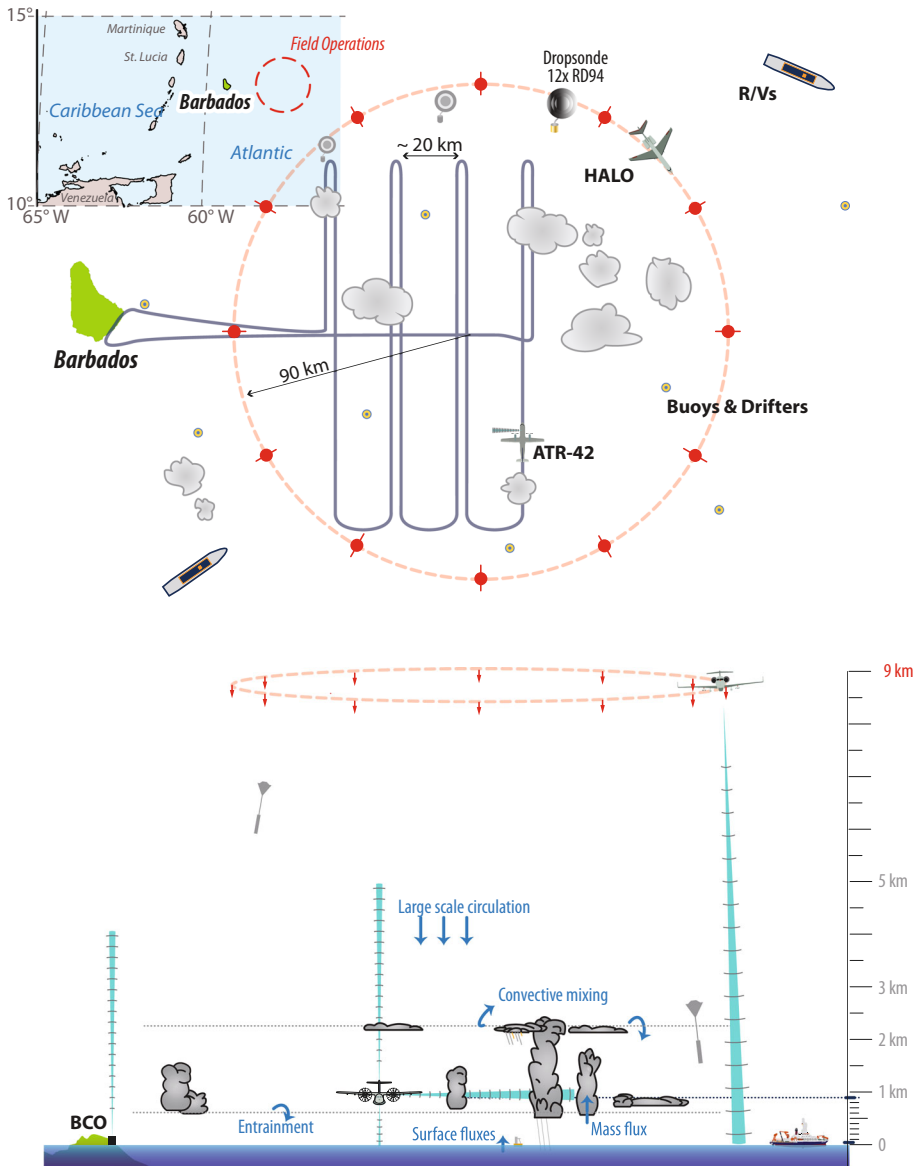 15°
Martinique
St. Lucia
Field Operations
Barbados
Caribbean Sea
Atlantic
Venezuela
10°
65° W
60° W
Dropsonde
12x RD94
R/Vs
~ 20 km
HALO
Barbados
90 km
Buoys & Drifters
ATR-42
9 km
5 km
Large scale circulation
3 km
Convective mixing
2 km
1 km
BCO
Entrainment
Surface fluxes
Mass flux
0